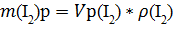 m(I₂)p = Vp(I₂) * ρ(I₂)